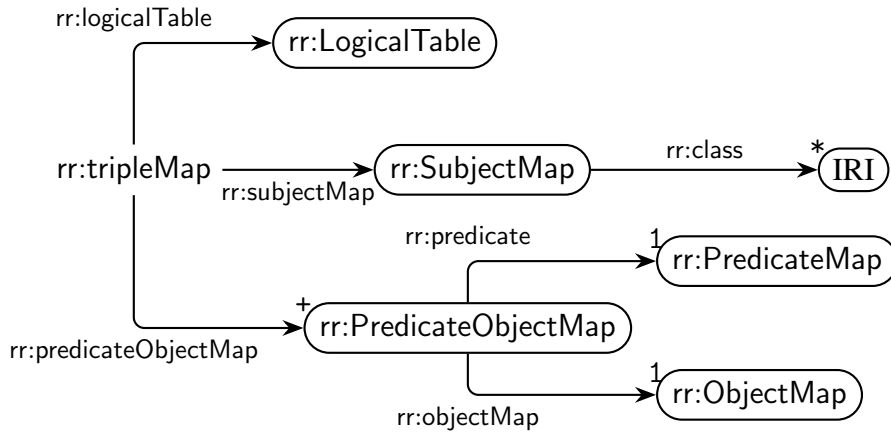 rr:logicalTable
rr:LogicalTable
rr:tripleMap
rr:subjectMap
rr:SubjectMap
rr:class
*
IRI
rr:predicate
1
rr:PredicateMap
+
rr:PredicateObjectMap
rr:predicateObjectMap
1
rr:ObjectMap
rr:objectMap